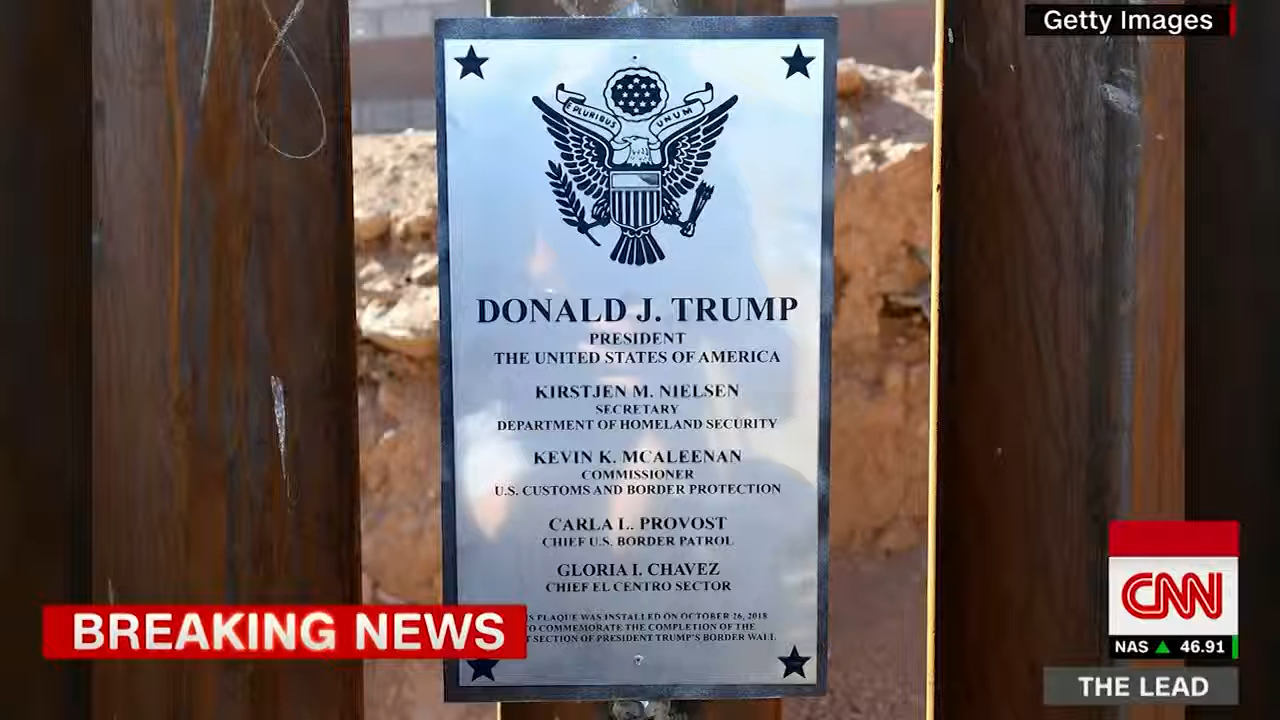 Getty Images
E PLURIBUS UNUM
DONALD J. TRUMP
PRESIDENT
THE UNITED STATES OF AMERICA
KIRSTJEN M. NIELSEN
SECRETARY
DEPARTMENT OF HOMELAND SECURITY
KEVIN K. MCALEENAN
COMMISSIONER
U.S. CUSTOMS AND BORDER PROTECTION
CARLA L. PROVOST
CHIEF U.S. BORDER PATROL
GLORIA I. CHAVEZ
CHIEF EL CENTRO SECTOR
PLAQUE WAS INSTALLED ON OCTOBER 26, 2018
TO COMMEMORATE THE COMPLETION OF THE
SECTION OF PRESIDENT TRUMP'S BORDER WALL
BREAKING NEWS
CNN
NAS ▲ 46.91
THE LEAD